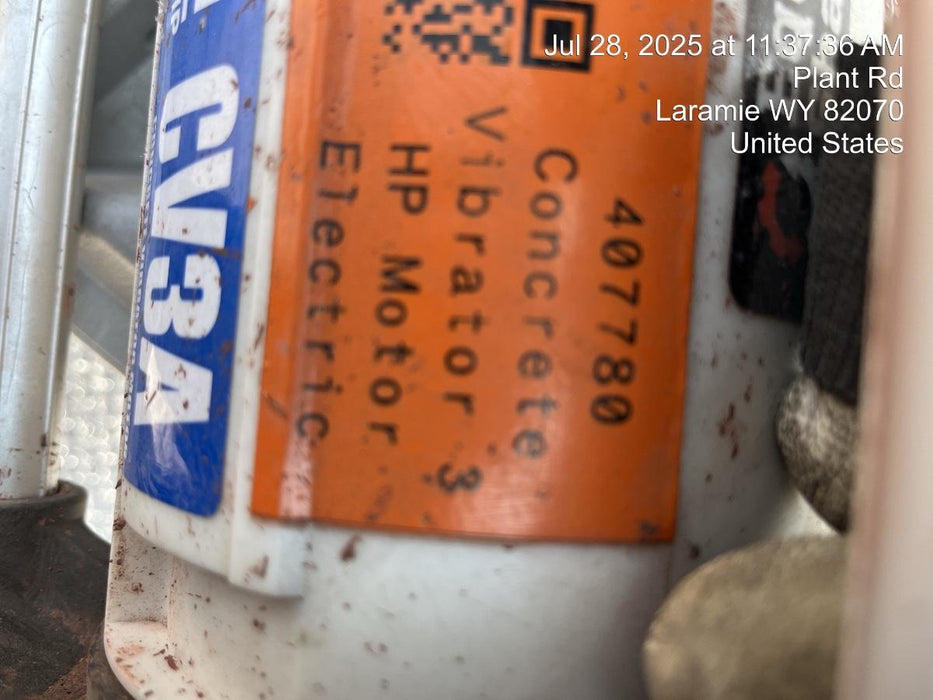 Jul 28, 2025 at 11:37:36 AM
Plant Rd
Laramie WY 82070
United States
407780
Concrete
Vibrator 3
HP Motor
Electric
CV3A